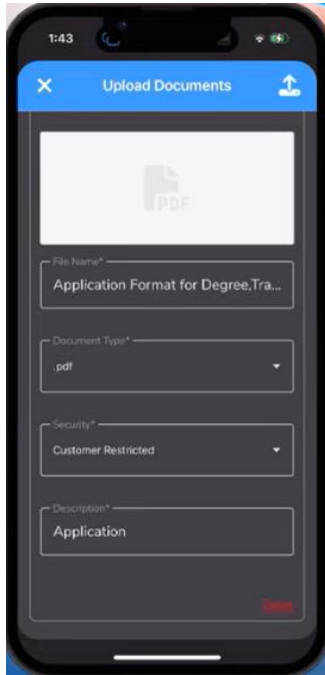 1:43
Upload Documents
PDF
File Name*
Application Format for Degree,Tra...
Document Type*
.pdf
Security*
Customer Restricted
Description*
Application